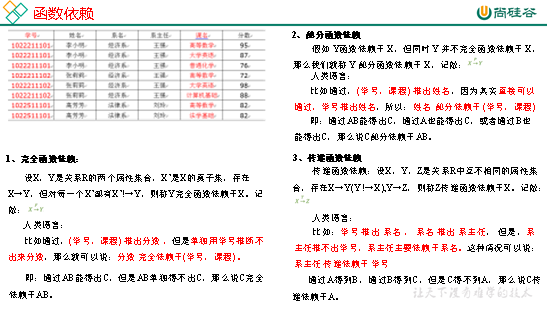 函数依赖
尚硅谷
学号 姓名 系名 系主任 课名 分数
1022211101 李小明 经济系 王强 高等数学 95
1022211101 李小明 经济系 王强 大学英语 87
1022211101 李小明 经济系 王强 普通化学 76
1022211102 张莉莉 经济系 王强 高等数学 72
1022211102 张莉莉 经济系 王强 大学英语 98
1022211102 张莉莉 经济系 王强 计算机基础 88
1022511101 高芳芳 法律系 刘玲 高等数学 82
1022511101 高芳芳 法律系 刘玲 法学基础 82
1、完全函数依赖:
设X,Y是关系R的两个属性集合,X’是X的真子集,存在
X→Y,但对每一个X’都有X’!→Y,则称Y完全函数依赖于X。记
做:
人类语言:
比如通过,(学号,课程) 推出分数 ,但是单独用学号推断不
出来分数,那么就可以说:分数 完全依赖于(学号,课程) 。
即:通过AB能得出C,但是AB单独得不出C,那么说C完全
依赖于AB。
2、部分函数依赖
假如 Y函数依赖于 X,但同时 Y 并不完全函数依赖于 X,
那么我们就称 Y 部分函数依赖于 X,记做:
人类语言:
比如通过,(学号,课程) 推出姓名,因为其实直接可以
通过,学号推出姓名,所以:姓名 部分依赖于 (学号,课程)
即:通过AB能得出C,通过A也能得出C,或者通过B也
能得出C,那么说C部分依赖于AB。
3、传递函数依赖
传递函数依赖:设X,Y,Z是关系R中互不相同的属性集
合,存在X→Y(Y !→X),Y→Z,则称Z传递函数依赖于X。记做:
人类语言:
比如:学号 推出 系名 , 系名 推出 系主任, 但是,系
主任推不出学号,系主任主要依赖于系名。这种情况可以说:
系主任 传递依赖于 学号
通过A得到B,通过B得到C,但是C得不到A,那么说C传
递依赖于A。
让天下没有难学的技术